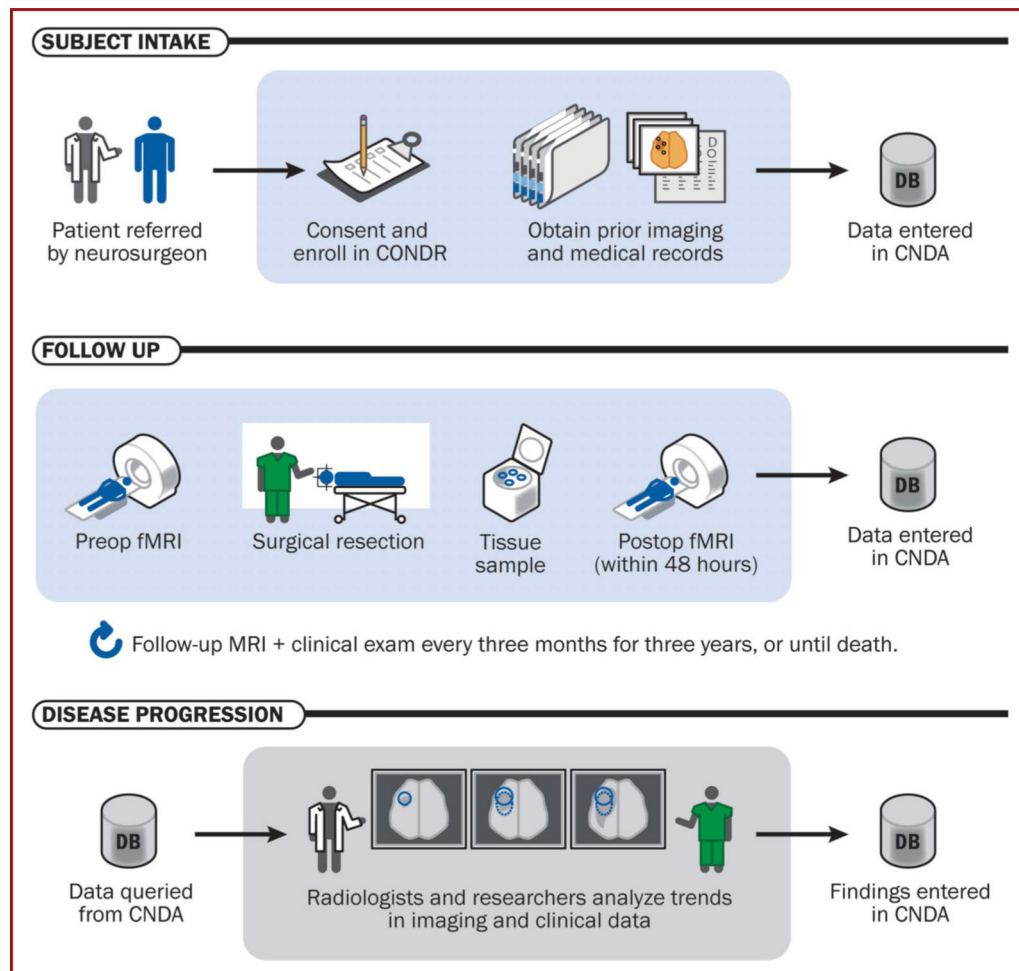 SUBJECT INTAKE
Patient referred
by neurosurgeon
Consent and
enroll in CONDR
DO
Obtain prior imaging
and medical records
DB
Data entered
in CNDA
FOLLOW UP
Preop fMRI
Surgical resection
Tissue
sample
Postop fMRI
(within 48 hours)
DB
Data entered
in CNDA
Follow-up MRI + clinical exam every three months for three years, or until death.
DISEASE PROGRESSION
DB
Data queried
from CNDA
Radiologists and researchers analyze trends
in imaging and clinical data
DB
Findings entered
in CNDA